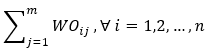 ∑_{j=1}^{m} WO_{ij}, ∀ i = 1,2, … , n